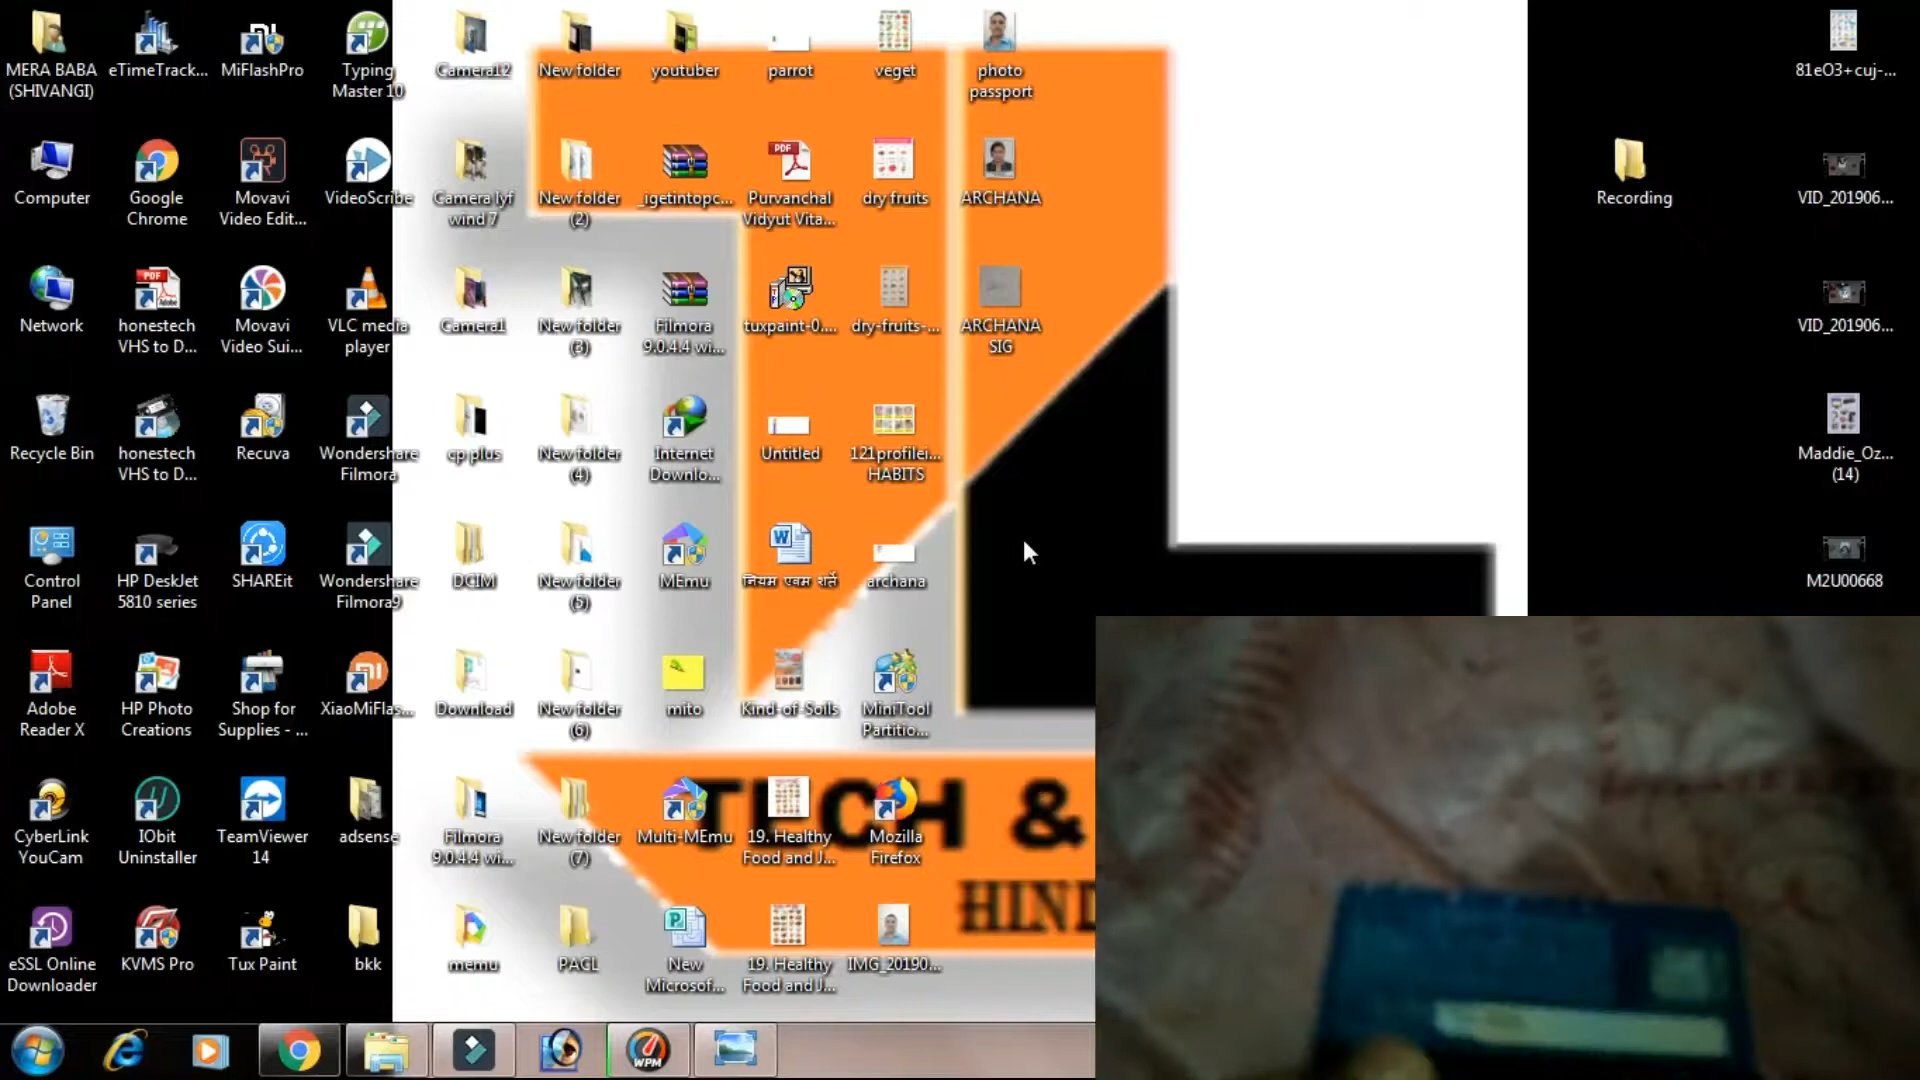 MERA BABA
(SHIVANGI)
eTimeTrack...
MiFlashPro
Typing
Master 10
Camera12
New folder
youtuber
parrot
veget
photo
passport
81eO3+cuj-...
Computer
Google
Chrome
Movavi
Video Edit...
VideoScribe
Camera lyf
wind 7
New folder
(2)
_igetintopc...
Purvanchal
Vidyut Vita...
dry fruits
ARCHANA
Recording
VID_201906...
Network
honestech
VHS to D...
Movavi
Video Sui...
VLC media
player
Camera1
New folder
(3)
Filmora
9.0.4.4 wi...
tuxpaint-0....
dry-fruits-...
ARCHANA
SIG
VID_201906...
Recycle Bin
honestech
VHS to D...
Recuva
Wondershare
Filmora
cp plus
New folder
(4)
Internet
Downlo...
Untitled
121profilei...
HABITS
Maddie_Oz...
(14)
Control
Panel
HP DeskJet
5810 series
SHAREit
Wondershare
Filmora9
DCIM
New folder
(5)
MEmu
नियम एवम शर्ते
archana
M2U00668
Adobe
Reader X
HP Photo
Creations
Shop for
Supplies - ...
XiaoMiFlas...
Download
New folder
(6)
mito
Kind-of-Soils
MiniTool
Partitio...
CyberLink
YouCam
IObit
Uninstaller
TeamViewer
14
adsense
Filmora
9.0.4.4 wi...
New folder
(7)
Multi-MEmu
19. Healthy
Food and J...
Mozilla
Firefox
TECH &
HIND
eSSL Online
Downloader
KVMS Pro
Tux Paint
bkk
memu
PACL
New
Microsof...
19. Healthy
Food and J...
IMG_20190...
WPM